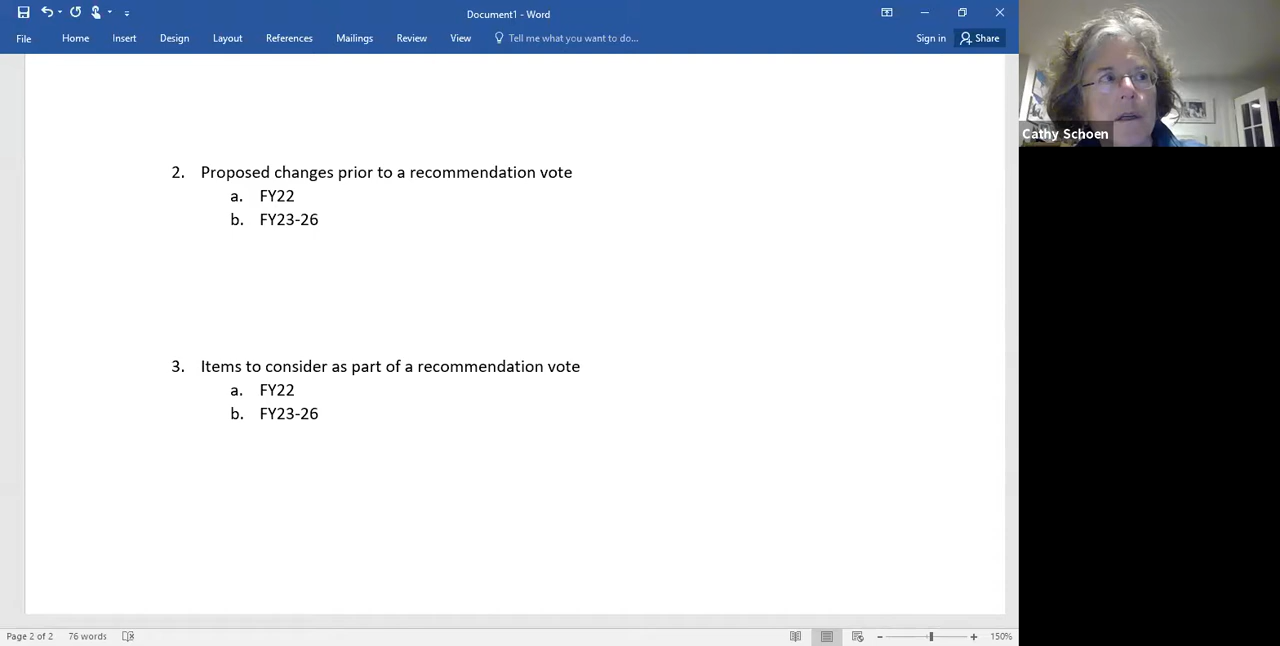 Document1 - Word
File Home Insert Design Layout References Mailings Review View Tell me what you want to do... Sign in Share
Cathy Schoen
2. Proposed changes prior to a recommendation vote
a. FY22
b. FY23-26
3. Items to consider as part of a recommendation vote
a. FY22
b. FY23-26
Page 2 of 2 76 words 150%